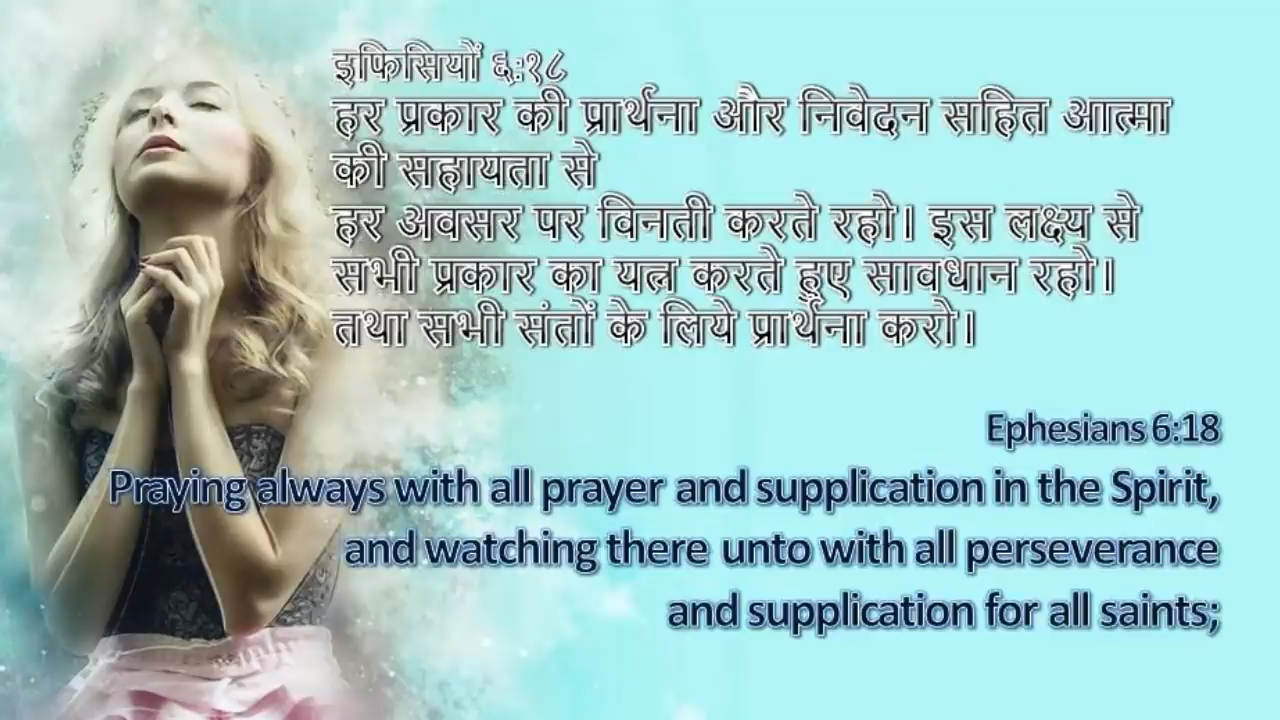 इफिसियों ६:१८
हर प्रकार की प्रार्थना और निवेदन सहित आत्मा
की सहायता से
हर अवसर पर विनती करते रहो। इस लक्ष्य से
सभी प्रकार का यत्न करते हुए सावधान रहो।
तथा सभी संतों के लिये प्रार्थना करो।
Ephesians 6:18
Praying always with all prayer and supplication in the Spirit,
and watching there unto with all perseverance
and supplication for all saints;